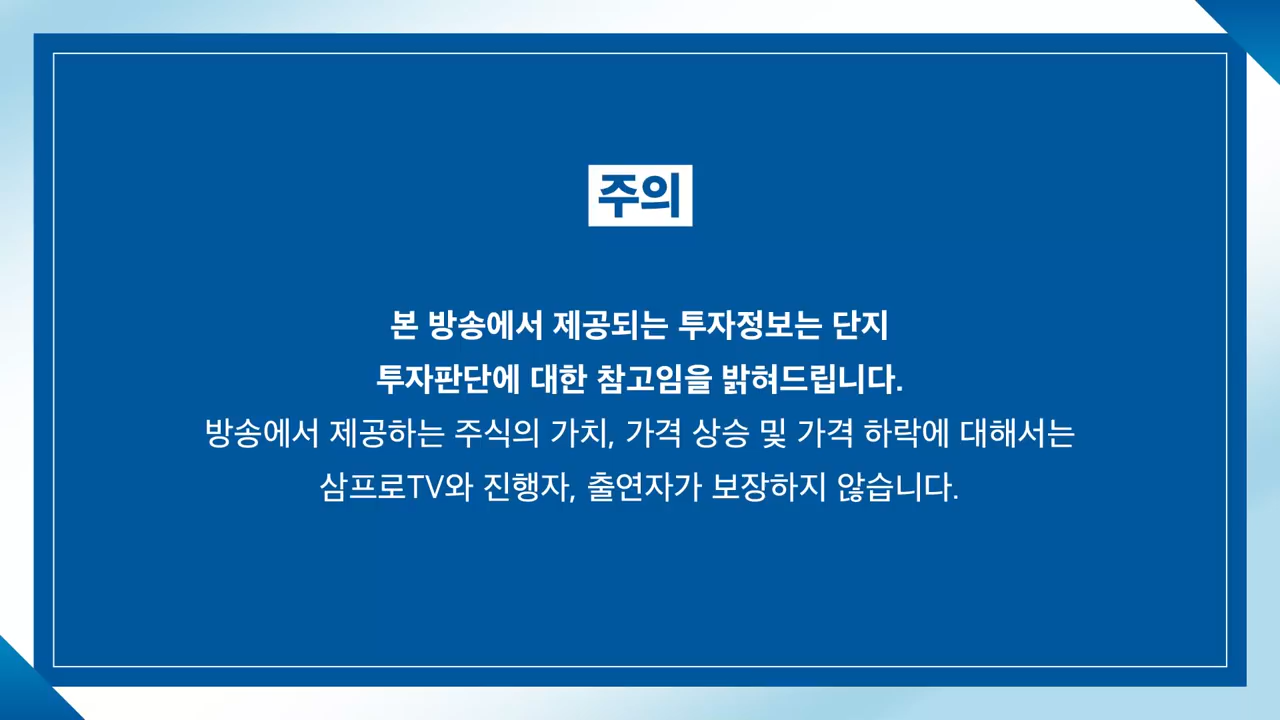 주의
본 방송에서 제공되는 투자정보는 단지
투자판단에 대한 참고임을 밝혀드립니다.
방송에서 제공하는 주식의 가치, 가격 상승 및 가격 하락에 대해서는
삼프로TV와 진행자, 출연자가 보장하지 않습니다.